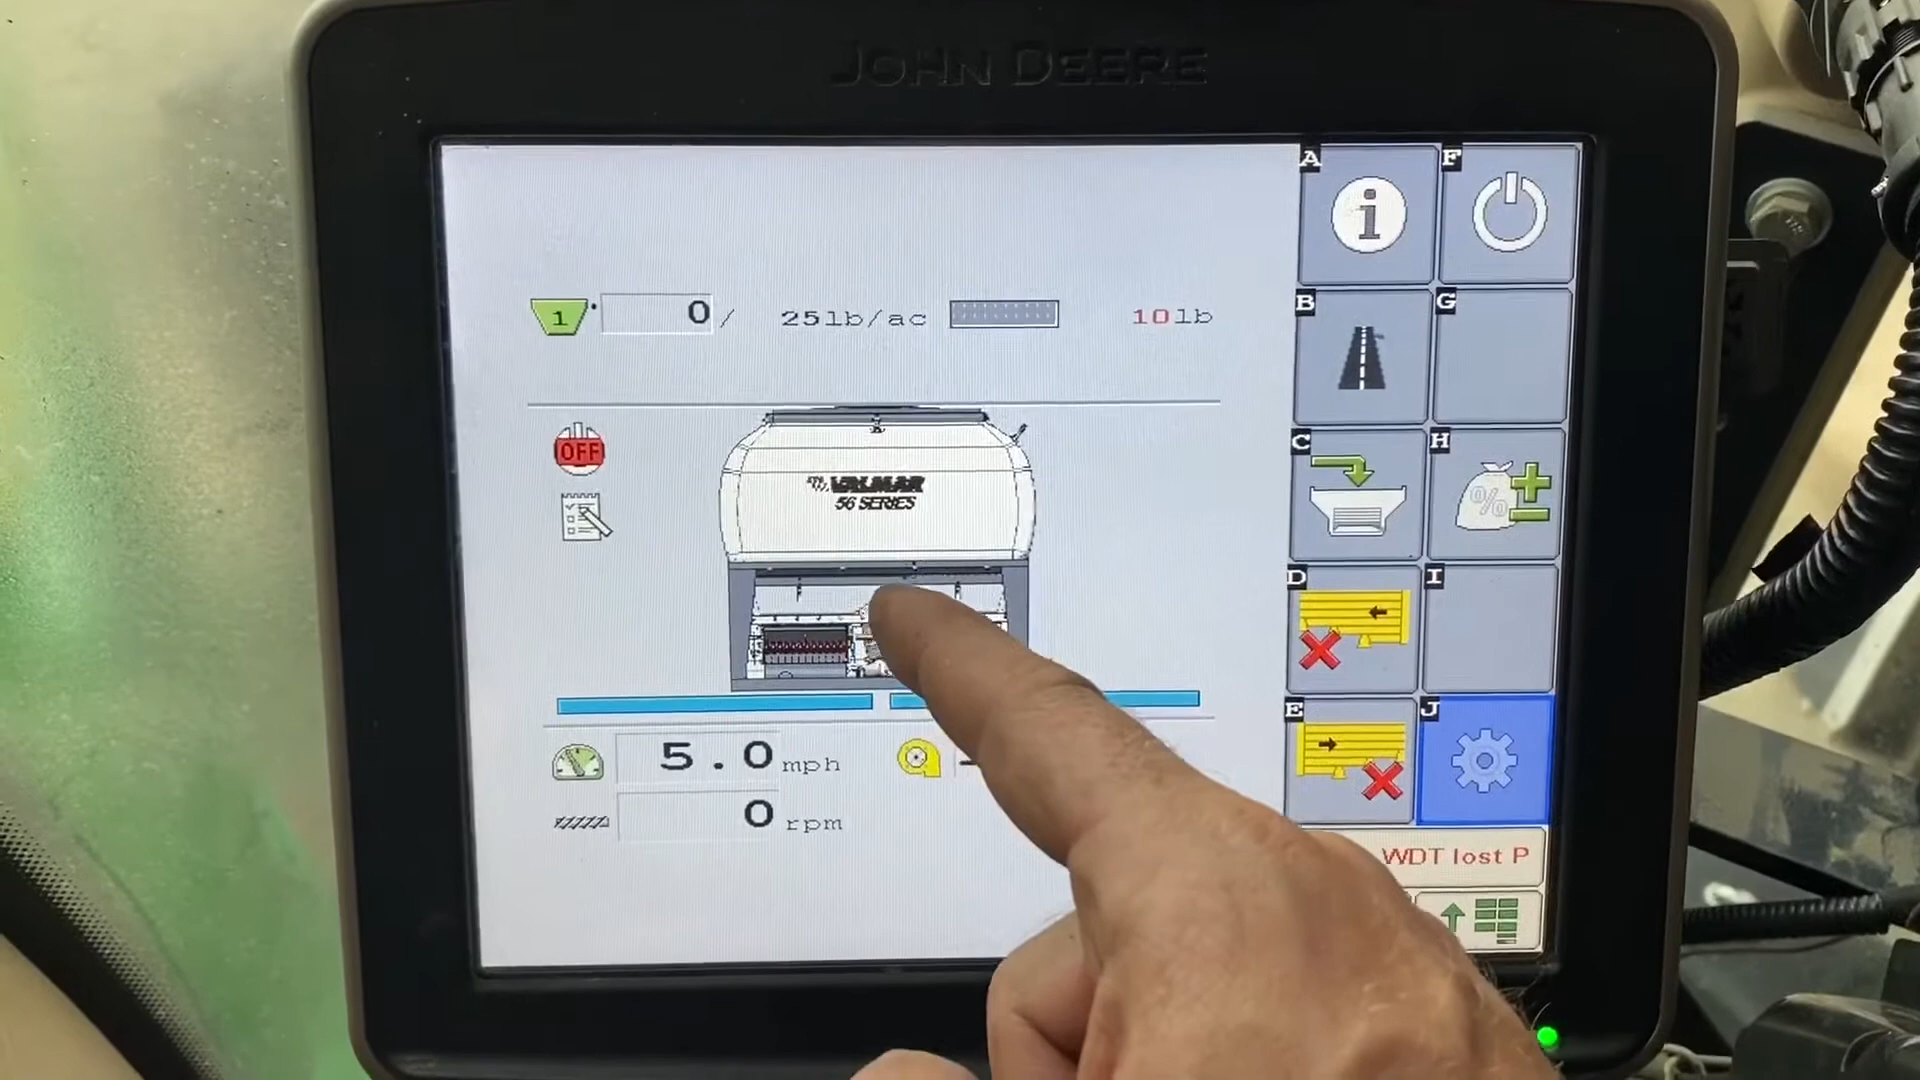 JOHN DEERE
A
F
i
B
G
1
0 / 25lb/ac
10lb
C
H
%
OFF
VALMAR
56 SERIES
D
I
E
J
5.0 mph
0 rpm
WDT lost P